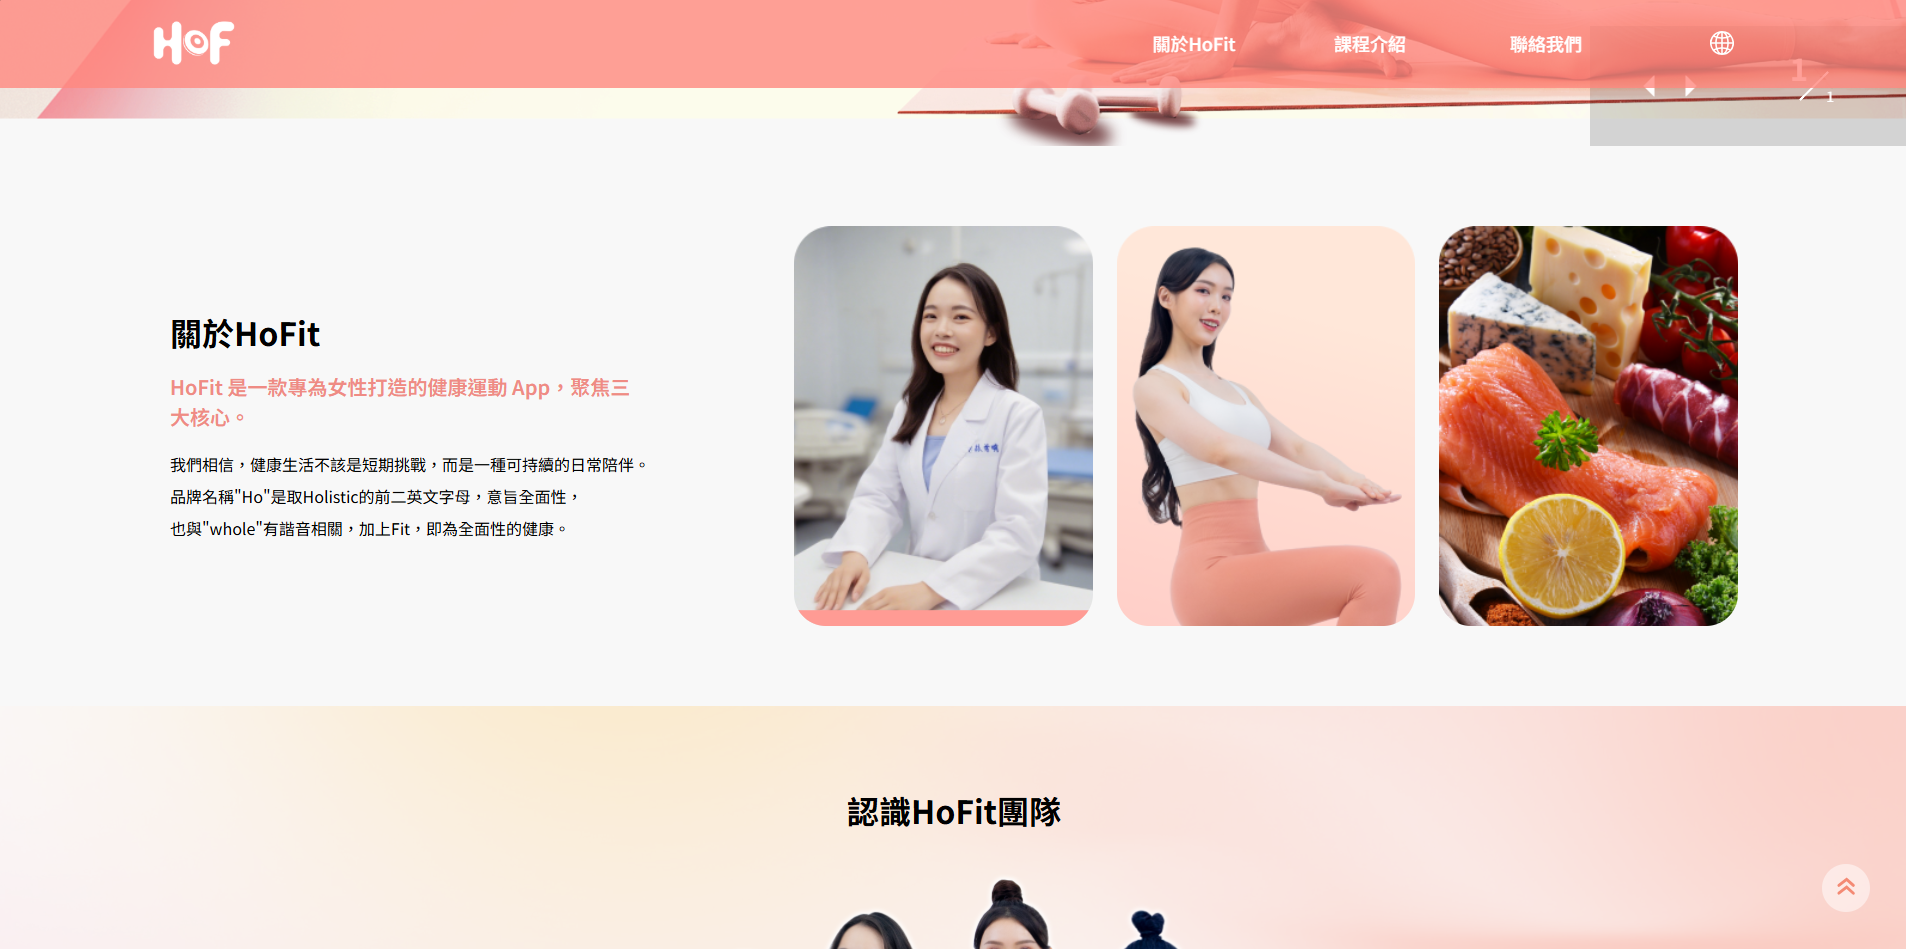 HoF
關於HoFit
課程介紹
聯絡我們
1
1
關於HoFit
HoFit 是一款專為女性打造的健康運動 App，聚焦三
大核心。
我們相信，健康生活不該是短期挑戰，而是一種可持續的日常陪伴。
品牌名稱"Ho"是取Holistic的前二英文字母，意旨全面性，
也與"whole"有諧音相關，加上Fit，即為全面性的健康。
認識HoFit團隊